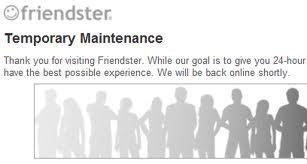 friendster.
Temporary Maintenance
Thank you for visiting Friendster. While our goal is to give you 24-hour
have the best possible experience. We will be back online shortly.